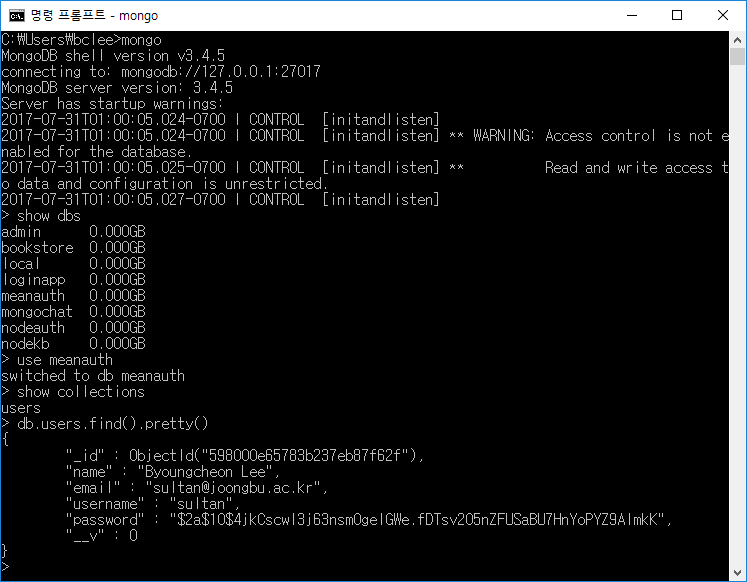 명령 프롬프트 - mongo
C:\Users\bclee>mongo
MongoDB shell version v3.4.5
connecting to: mongodb://127.0.0.1:27017
MongoDB server version: 3.4.5
Server has startup warnings:
2017-07-31T01:00:05.024-0700 I CONTROL  [initandlisten]
2017-07-31T01:00:05.024-0700 I CONTROL  [initandlisten] ** WARNING: Access control is not e
nabled for the database.
2017-07-31T01:00:05.025-0700 I CONTROL  [initandlisten] **          Read and write access t
o data and configuration is unrestricted.
2017-07-31T01:00:05.027-0700 I CONTROL  [initandlisten]
> show dbs
admin      0.000GB
bookstore  0.000GB
local      0.000GB
loginapp   0.000GB
meanauth   0.000GB
mongochat  0.000GB
nodeauth   0.000GB
nodekb     0.000GB
> use meanauth
switched to db meanauth
> show collections
users
> db.users.find().pretty()
{
        "_id" : ObjectId("598000e65783b237eb87f62f"),
        "name" : "Byoungcheon Lee",
        "email" : "sultan@joongbu.ac.kr",
        "username" : "sultan",
        "password" : "$2a$10$4jkCscwI3j63nsmOgeIGWe.fDTsv2O5nZFUSaBU7HnYoPYZ9AImkK",
        "__v" : 0
}
>